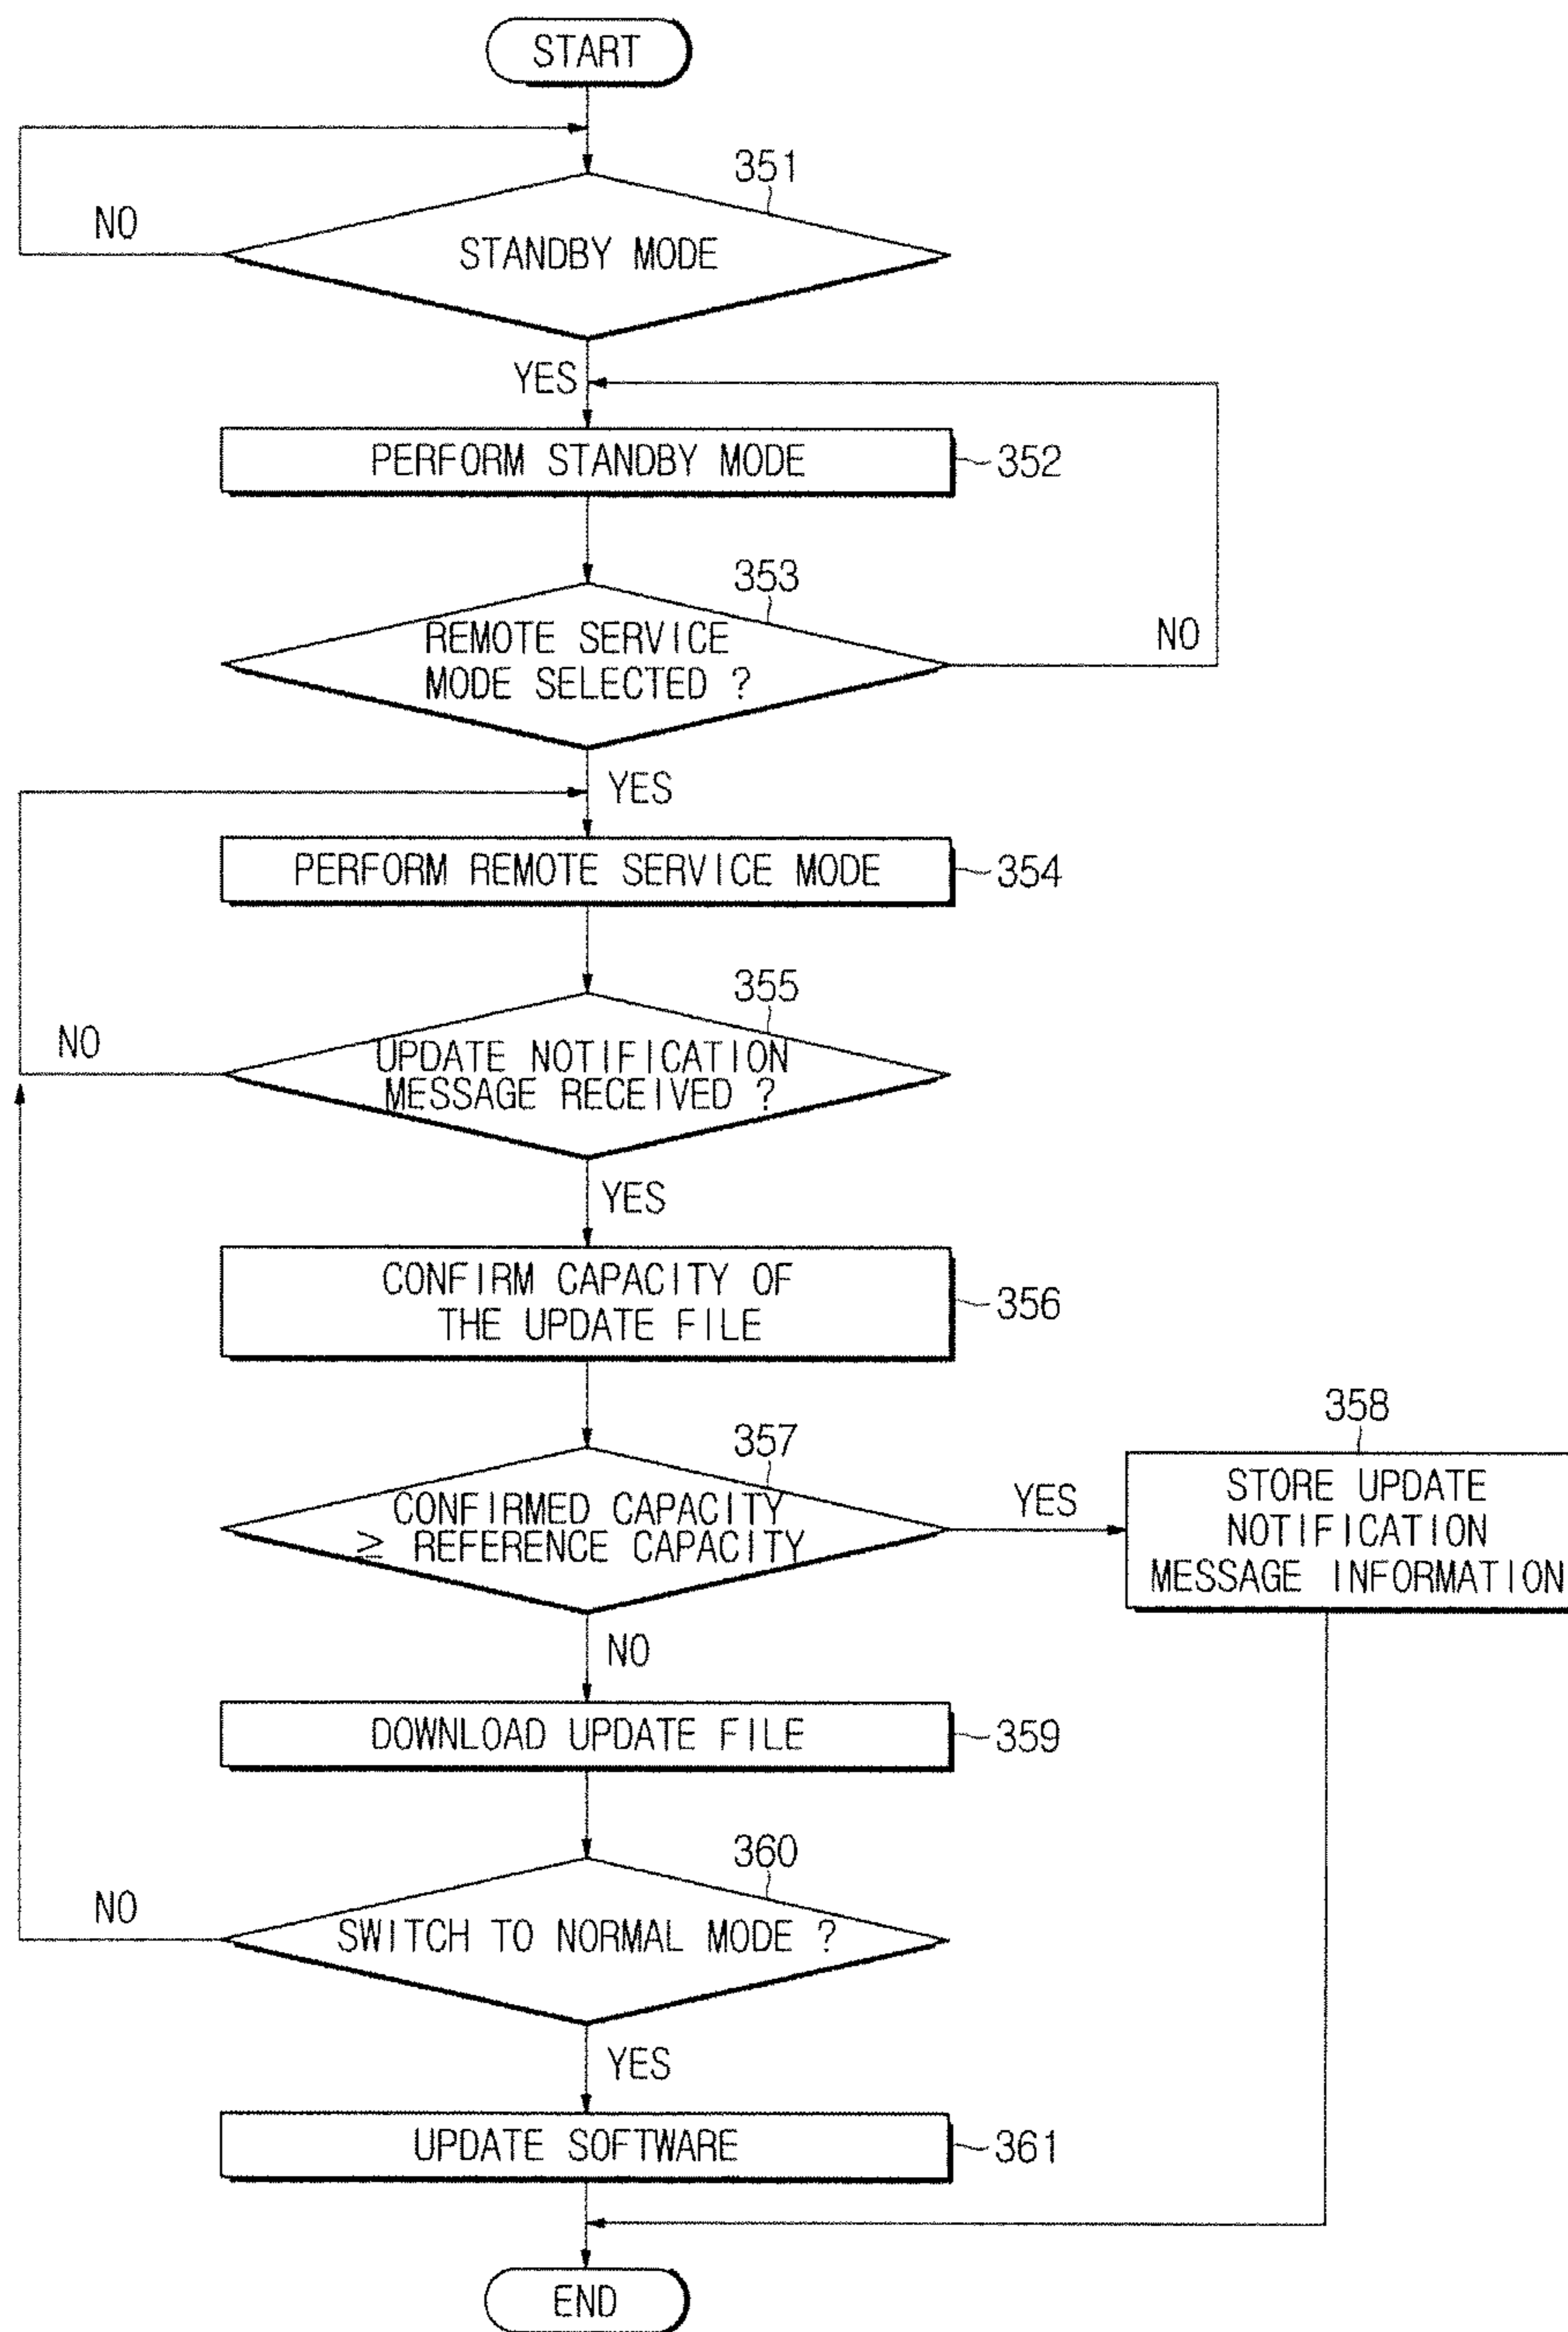 START
351
NO
STANDBY MODE
YES
PERFORM STANDBY MODE
352
353
REMOTE SERVICE
MODE SELECTED ?
NO
YES
PERFORM REMOTE SERVICE MODE
354
355
NO
UPDATE NOTIFICATION
MESSAGE RECEIVED ?
YES
CONFIRM CAPACITY OF
THE UPDATE FILE
356
357
CONFIRMED CAPACITY
≥ REFERENCE CAPACITY
YES
358
STORE UPDATE
NOTIFICATION
MESSAGE INFORMATION
NO
DOWNLOAD UPDATE FILE
359
360
NO
SWITCH TO NORMAL MODE ?
YES
UPDATE SOFTWARE
361
END